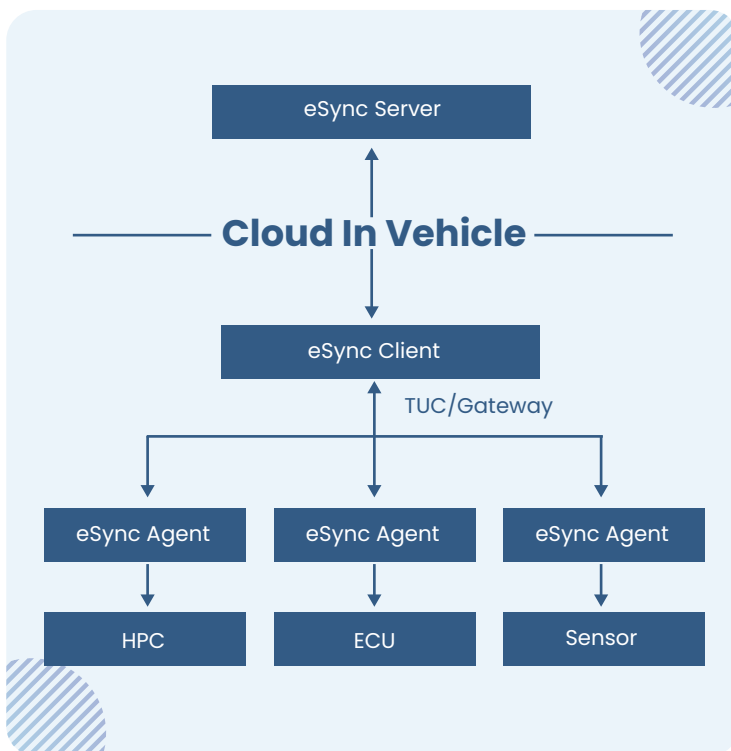 eSync Server
Cloud In Vehicle
eSync Client
TUC/Gateway
eSync Agent
eSync Agent
eSync Agent
HPC
ECU
Sensor